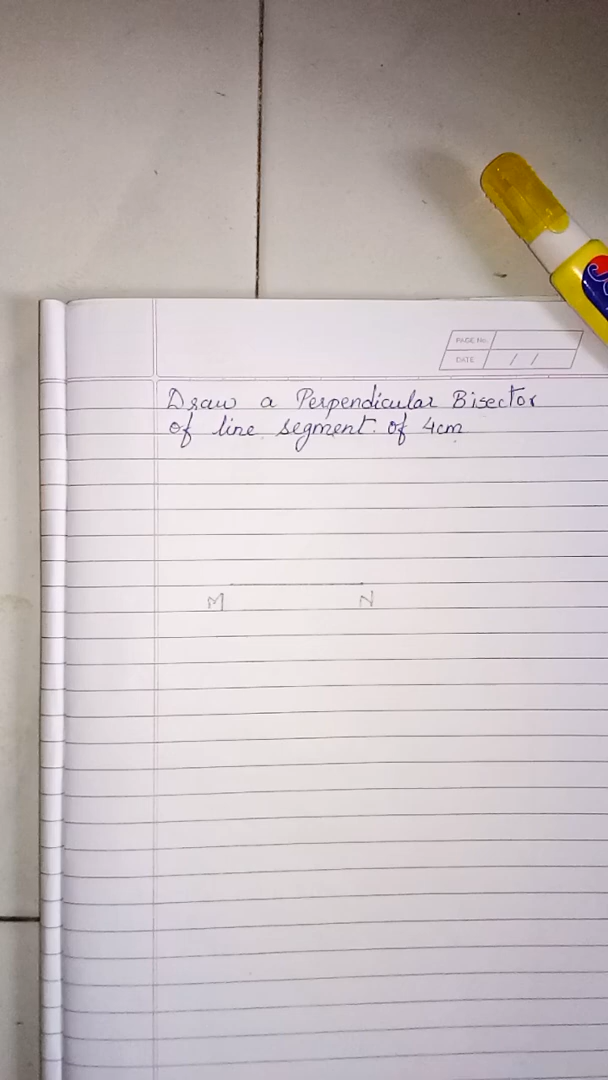 PAGE No.
DATE / /
Draw a Perpendicular Bisector
of line segment of 4cm
M N